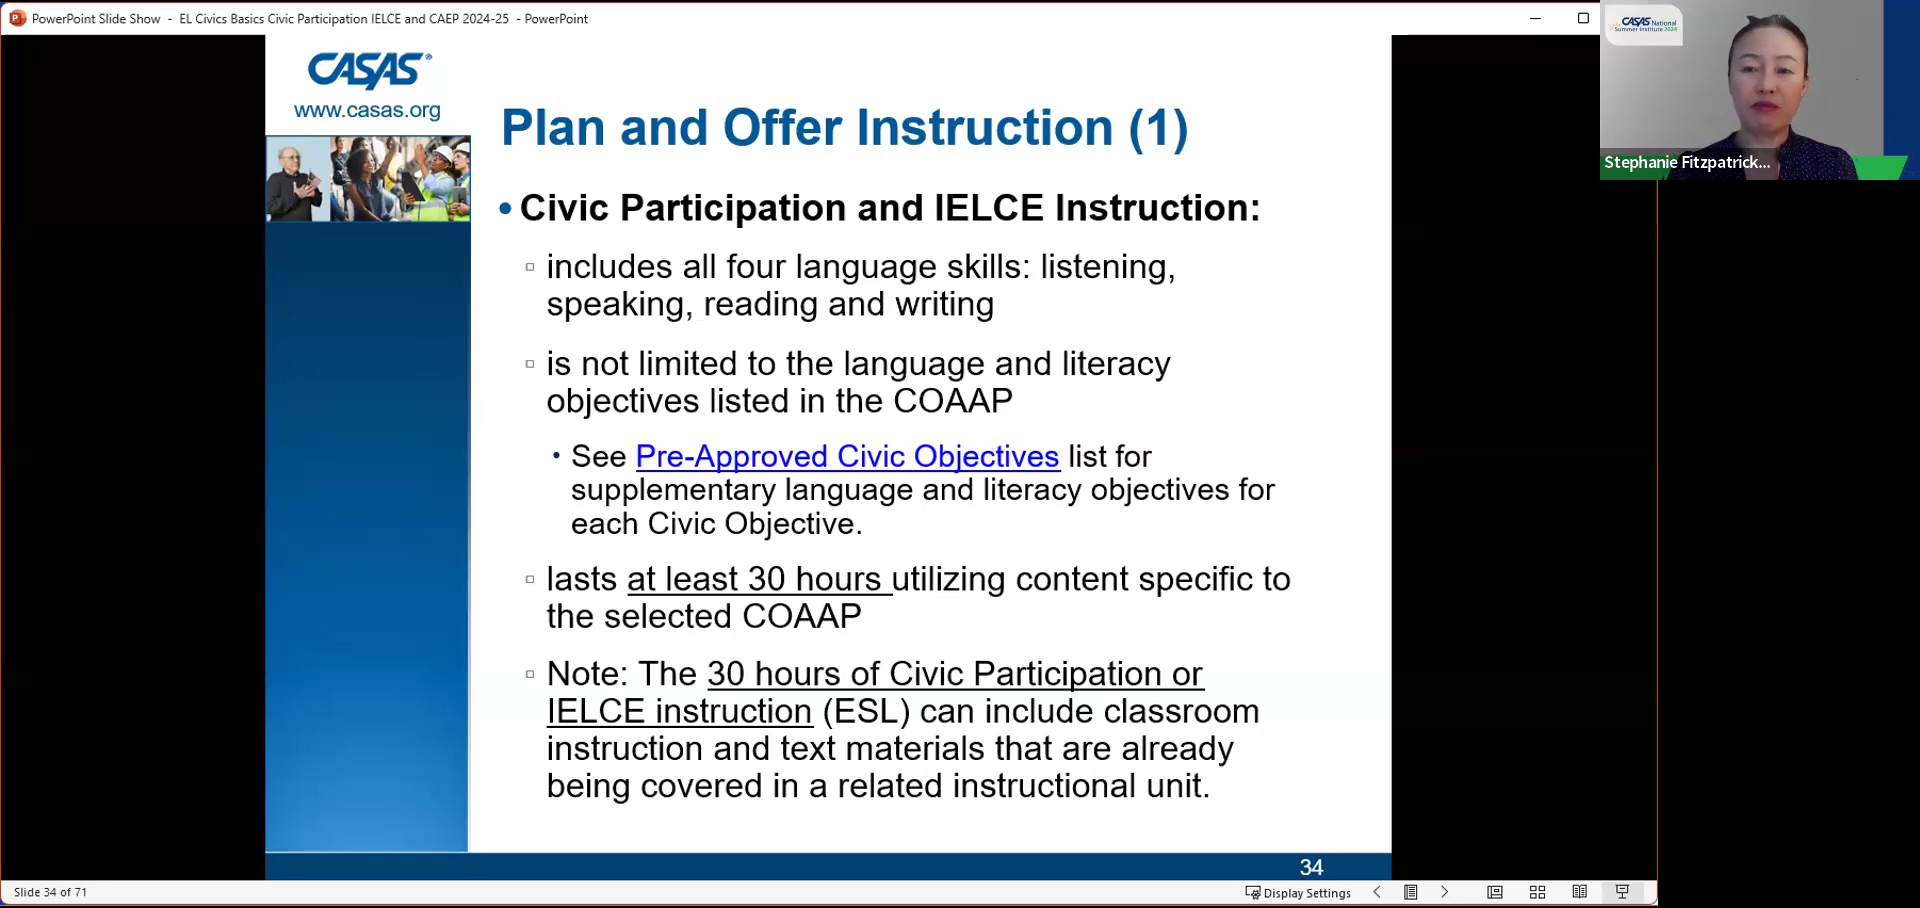 PowerPoint Slide Show - EL Civics Basics Civic Participation IELCE and CAEP 2024-25 - PowerPoint
CASAS National
Summer Institute 2024
Stephanie Fitzpatrick...
CASAS®
www.casas.org
Plan and Offer Instruction (1)
• Civic Participation and IELCE Instruction:
▫ includes all four language skills: listening,
speaking, reading and writing
▫ is not limited to the language and literacy
objectives listed in the COAAP
• See Pre-Approved Civic Objectives list for
supplementary language and literacy objectives for
each Civic Objective.
▫ lasts at least 30 hours utilizing content specific to
the selected COAAP
▫ Note: The 30 hours of Civic Participation or
IELCE instruction (ESL) can include classroom
instruction and text materials that are already
being covered in a related instructional unit.
34
Slide 34 of 71
Display Settings